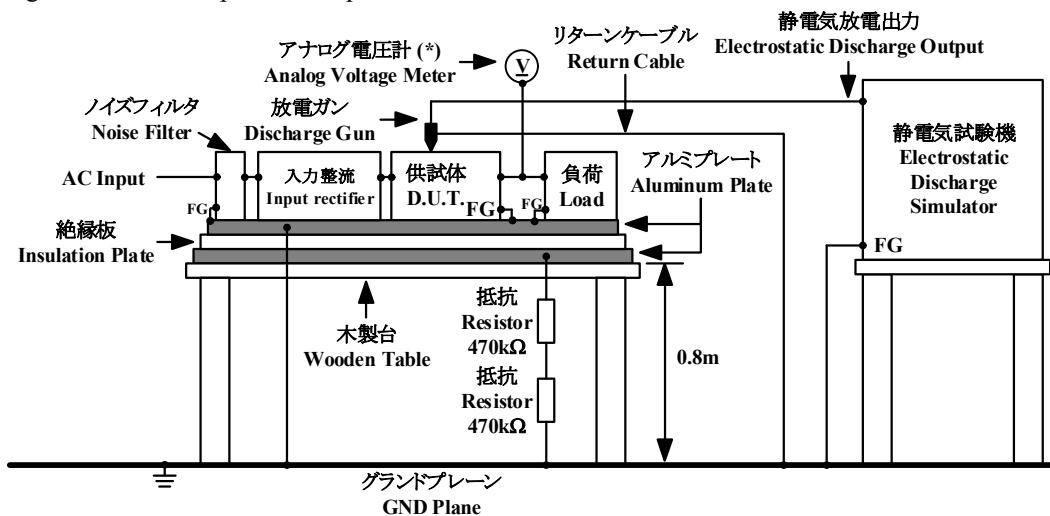 アナログ電圧計 (*)
Analog Voltage Meter
V
リターンケーブル
Return Cable
静電気放電出力
Electrostatic Discharge Output
ノイズフィルタ
Noise Filter
放電ガン
Discharge Gun
静電気試験機
Electrostatic
Discharge
Simulator
AC Input
入力整流
Input rectifier
供試体
D.U.T.
負荷
Load
アルミプレート
Aluminum Plate
FG
FG
FG
FG
絶縁板
Insulation Plate
木製台
Wooden Table
抵抗
Resistor
470kΩ
抵抗
Resistor
470kΩ
0.8m
グランドプレーン
GND Plane